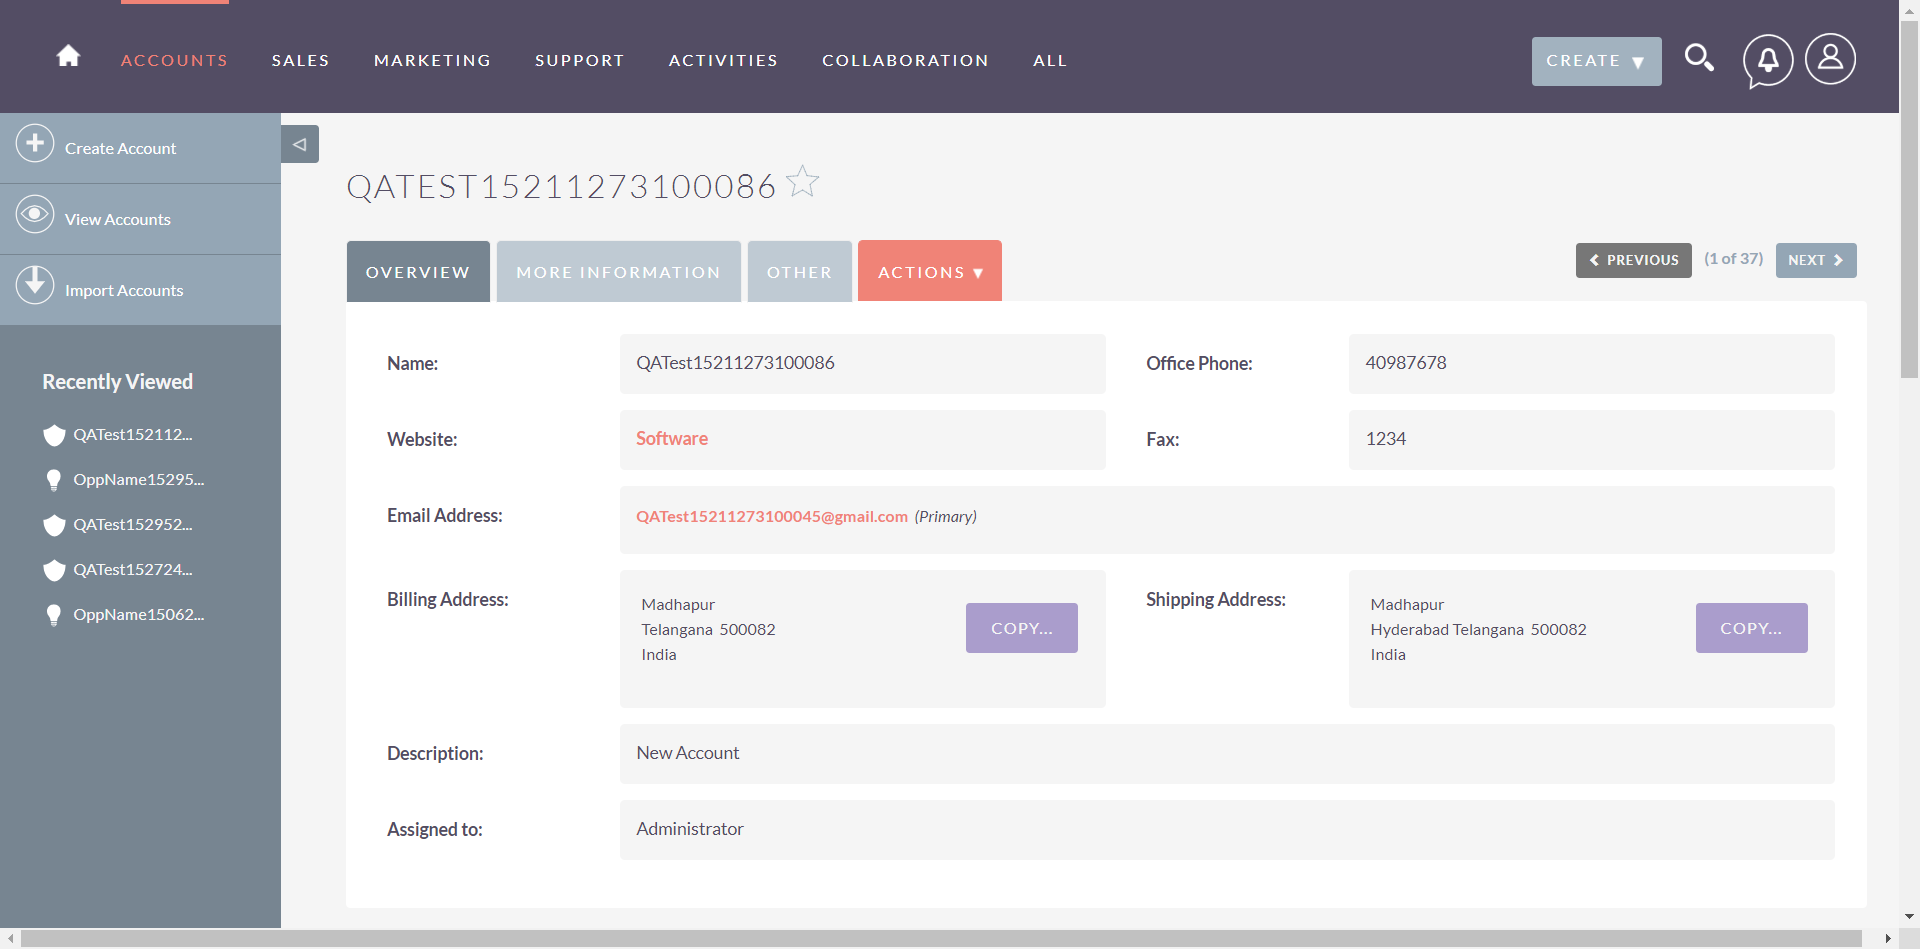 ACCOUNTS SALES MARKETING SUPPORT ACTIVITIES COLLABORATION ALL CREATE ▼
Create Account
View Accounts
Import Accounts
Recently Viewed
QATest152112...
OppName15295...
QATest152952...
QATest152724...
OppName15062...
QATEST15211273100086
OVERVIEW MORE INFORMATION OTHER ACTIONS ▼
PREVIOUS (1 of 37) NEXT
Name: QATest15211273100086 Office Phone: 40987678
Website: Software Fax: 1234
Email Address: QATest15211273100045@gmail.com (Primary)
Billing Address:
Madhapur
Telangana 500082
India
COPY...
Shipping Address:
Madhapur
Hyderabad Telangana 500082
India
COPY...
Description: New Account
Assigned to: Administrator